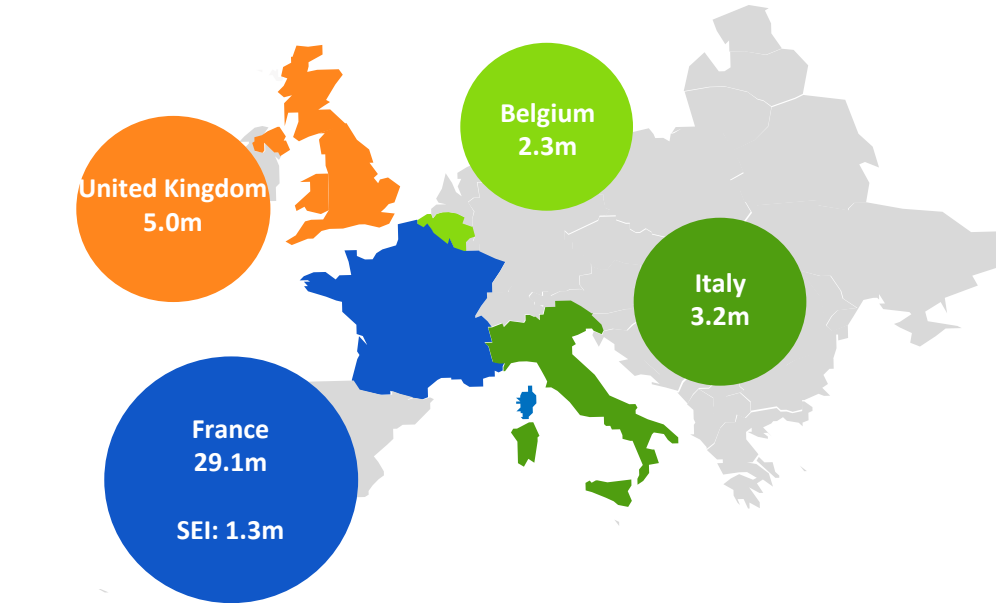 Belgium
2.3m
United Kingdom
5.0m
Italy
3.2m
France
29.1m
SEI: 1.3m